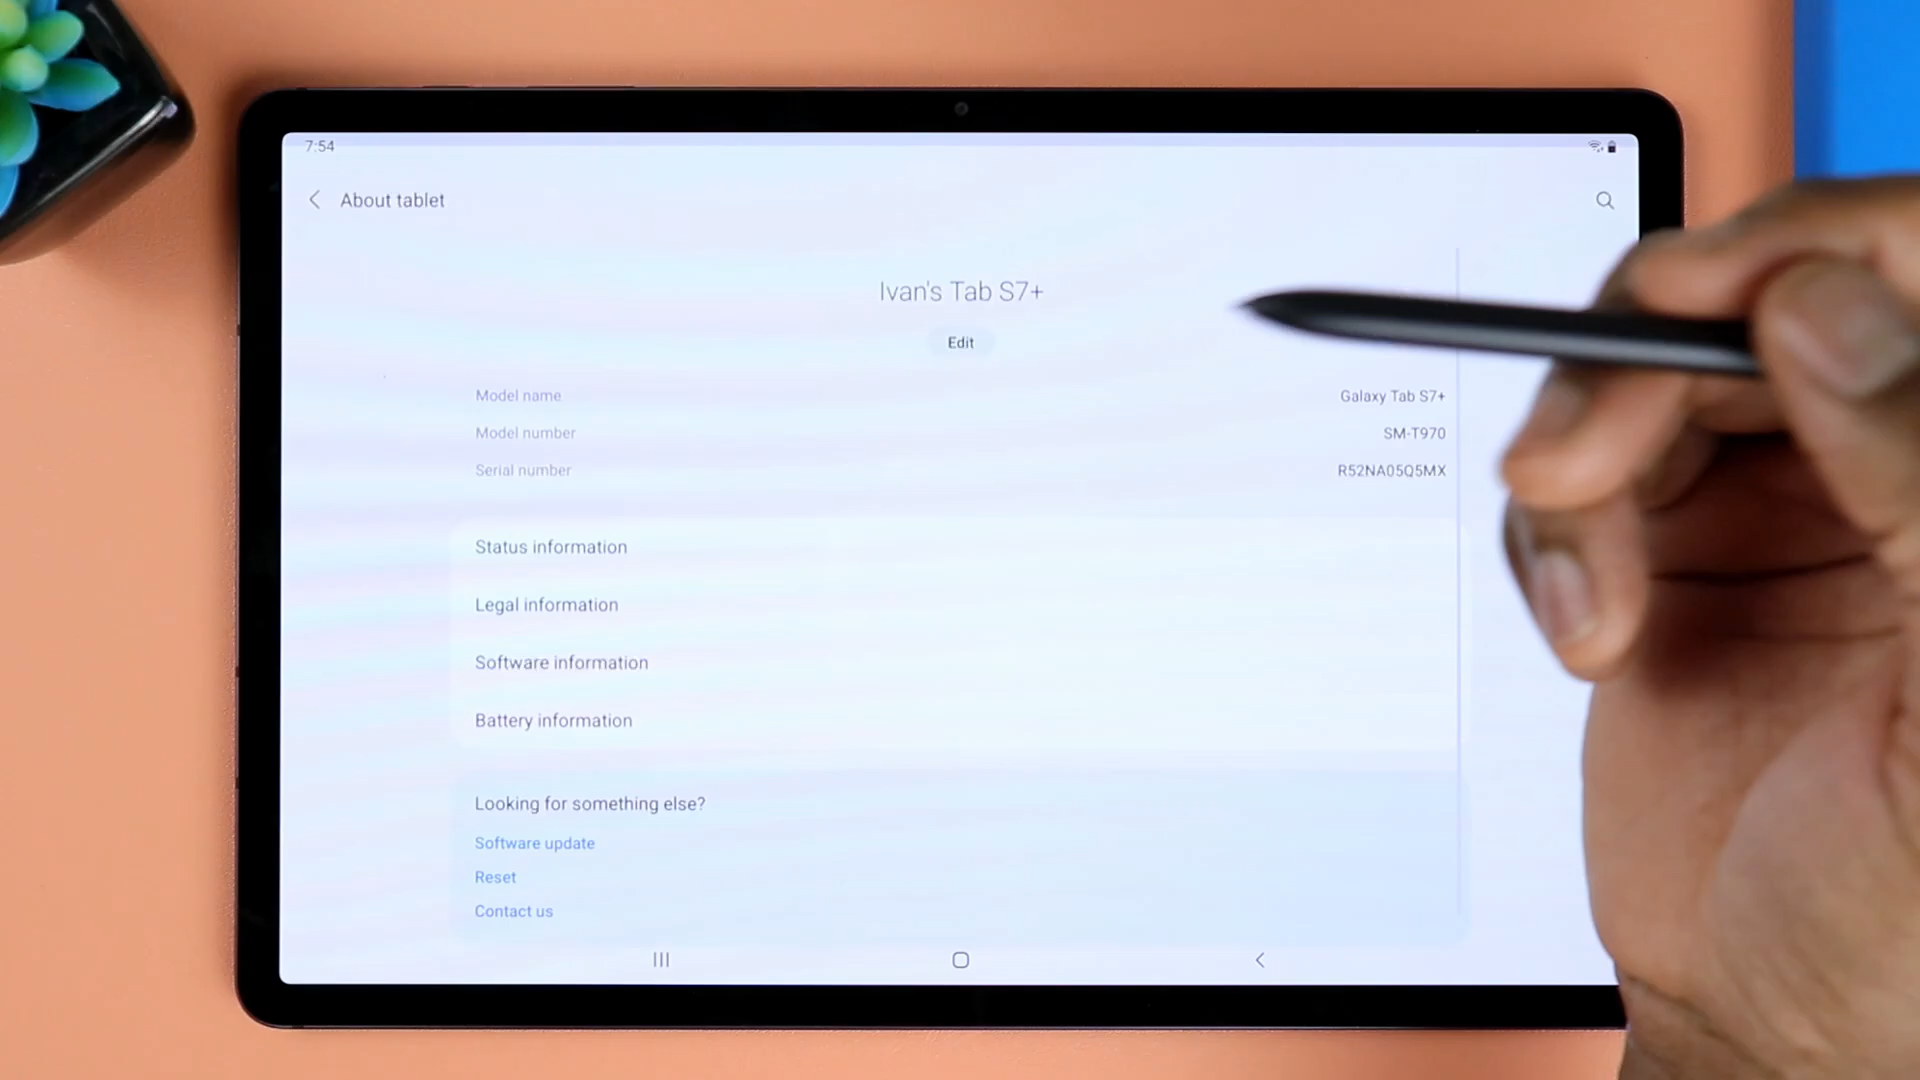 7:54
About tablet
Ivan's Tab S7+
Edit
Model name Galaxy Tab S7+
Model number SM-T970
Serial number R52NA05Q5MX
Status information
Legal information
Software information
Battery information
Looking for something else?
Software update
Reset
Contact us